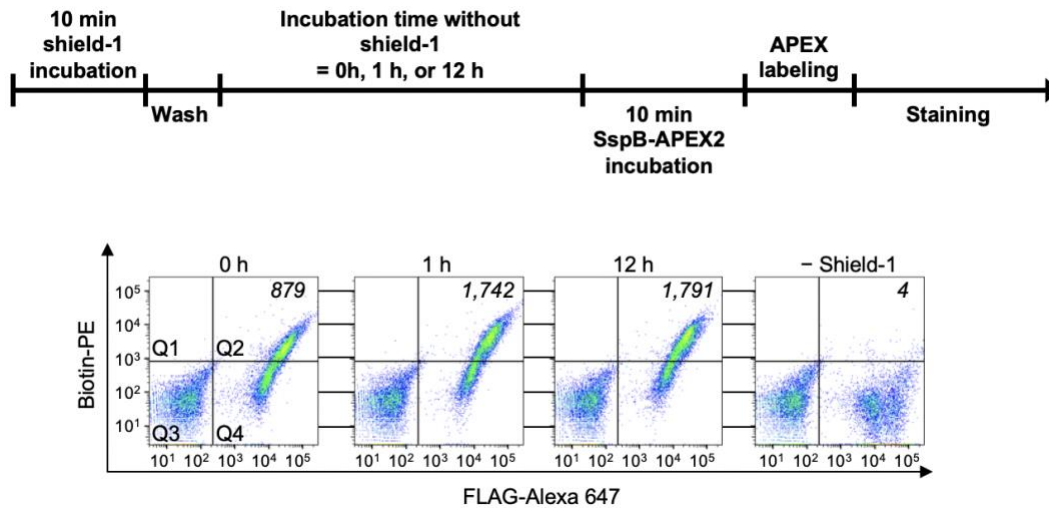 10 min
shield-1
incubation
Wash
Incubation time without
shield-1
= 0h, 1 h, or 12 h
10 min
SspB-APEX2
incubation
APEX
labeling
Staining
0 h
1 h
12 h
− Shield-1
879
1,742
1,791
4
Biotin-PE
10⁵
10⁴
10³
10²
10¹
Q1
Q2
Q3
Q4
10¹ 10² 10³ 10⁴ 10⁵
10¹ 10² 10³ 10⁴ 10⁵
10¹ 10² 10³ 10⁴ 10⁵
10¹ 10² 10³ 10⁴ 10⁵
FLAG-Alexa 647